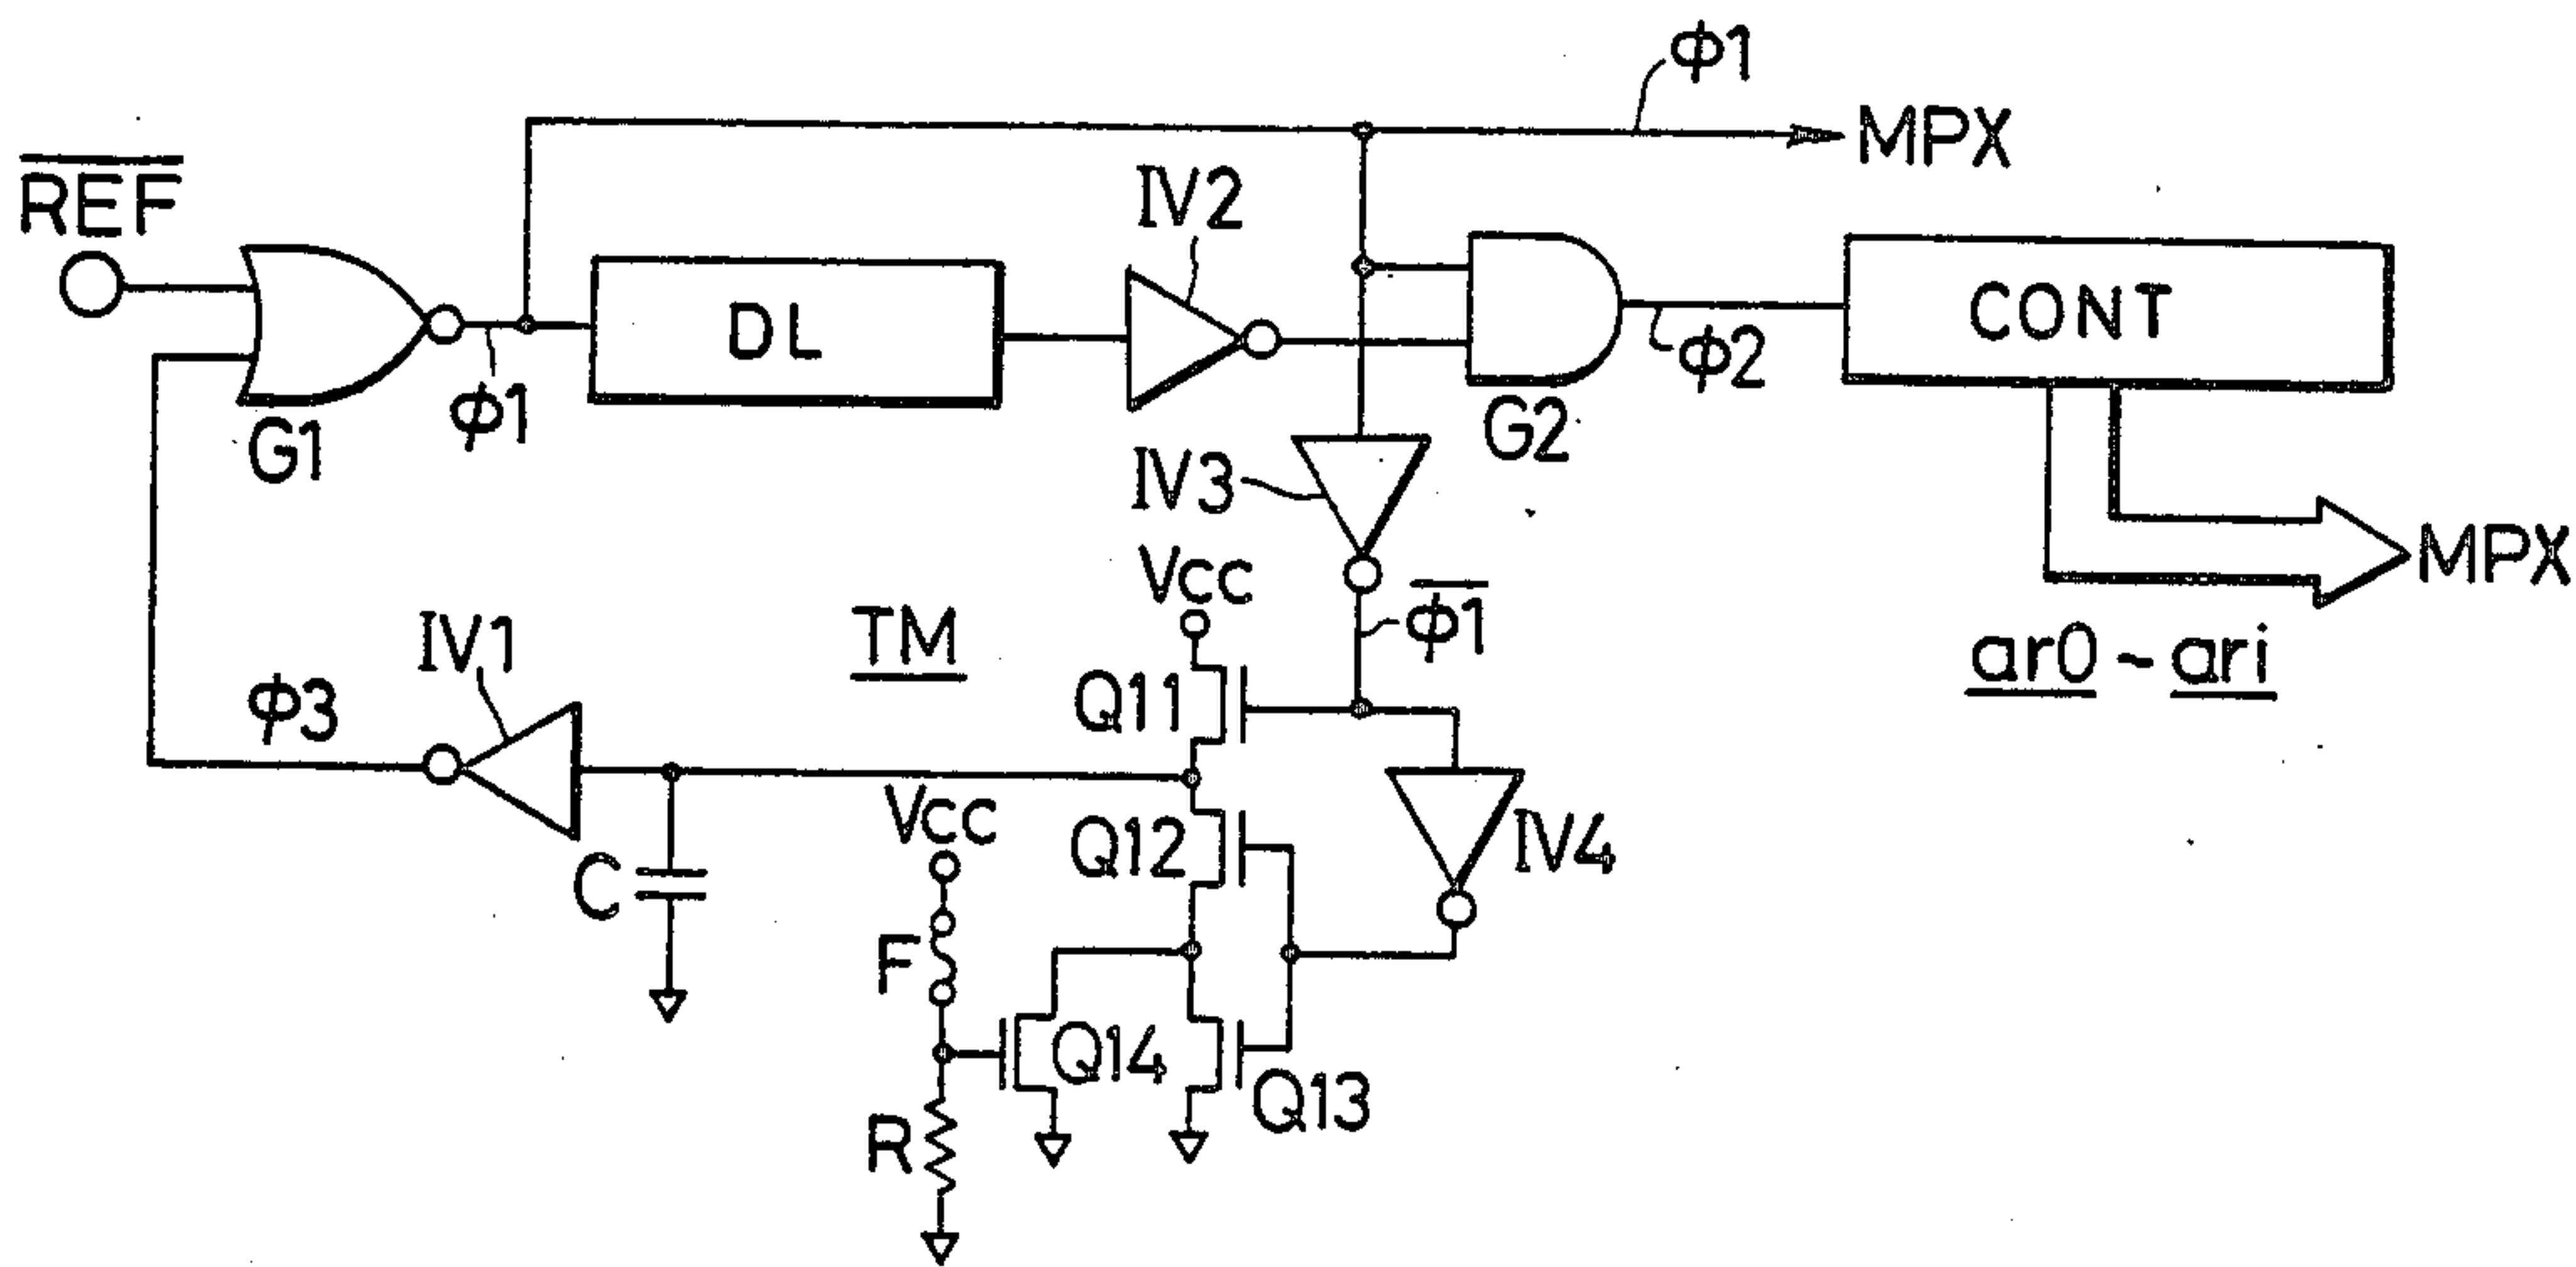 ϕ1
MPX
REF
IV2
DL
CONT
ϕ2
G1
ϕ1
G2
IV3
MPX
Vcc
ϕ1
ar0 ~ ari
IV1
TM
ϕ3
Q11
Vcc
Q12
IV4
C
F
Q14
Q13
R